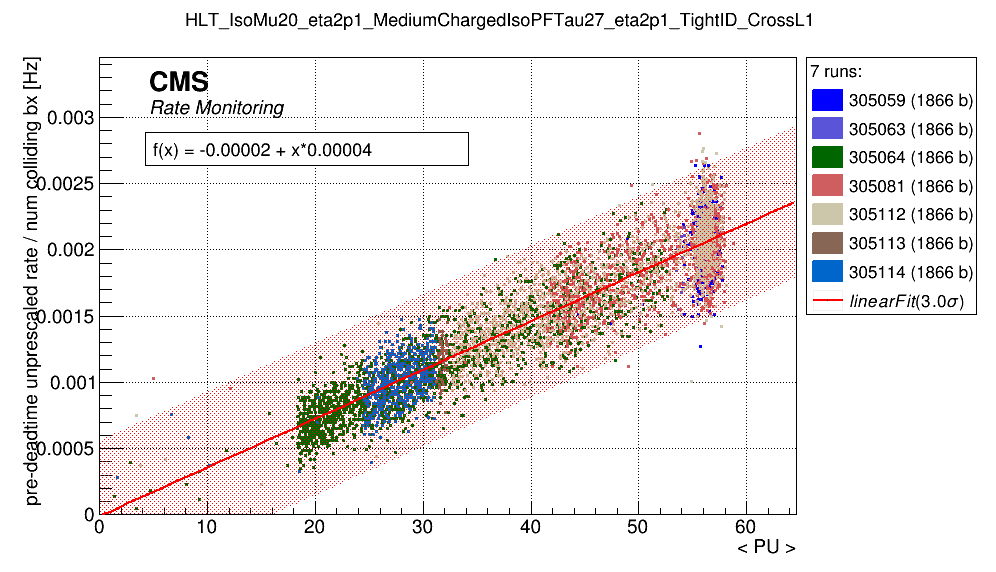 HLT_IsoMu20_eta2p1_MediumChargedIsoPFTau27_eta2p1_TightID_CrossL1
pre-deadtime unprescaled rate / num colliding bx [Hz]
CMS
Rate Monitoring
f(x) = -0.00002 + x*0.00004
0.003
0.0025
0.002
0.0015
0.001
0.0005
0
0 10 20 30 40 50 60
< PU >
7 runs:
305059 (1866 b)
305063 (1866 b)
305064 (1866 b)
305081 (1866 b)
305112 (1866 b)
305113 (1866 b)
305114 (1866 b)
linearFit(3.0σ)